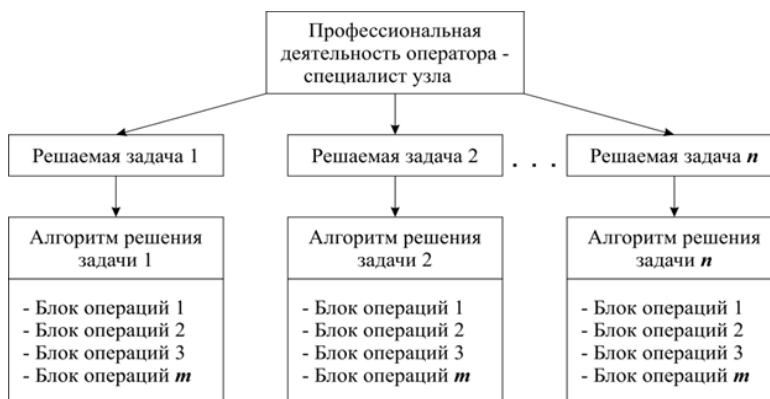 Профессиональная
деятельность оператора -
специалист узла
Решаемая задача 1
Решаемая задача 2
. . .
Решаемая задача n
Алгоритм решения
задачи 1
- Блок операций 1
- Блок операций 2
- Блок операций 3
- Блок операций m
Алгоритм решения
задачи 2
- Блок операций 1
- Блок операций 2
- Блок операций 3
- Блок операций m
Алгоритм решения
задачи n
- Блок операций 1
- Блок операций 2
- Блок операций 3
- Блок операций m